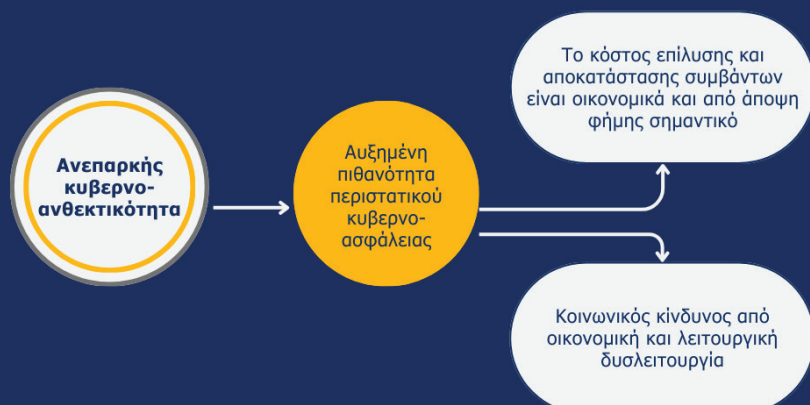 Ανεπαρκής
κυβερνο-
ανθεκτικότητα
Αυξημένη
πιθανότητα
περιστατικού
κυβερνο-
ασφάλειας
Το κόστος επίλυσης και
αποκατάστασης συμβάντων
είναι οικονομικά και από άποψη
φήμης σημαντικό
Κοινωνικός κίνδυνος από
οικονομική και λειτουργική
δυσλειτουργία